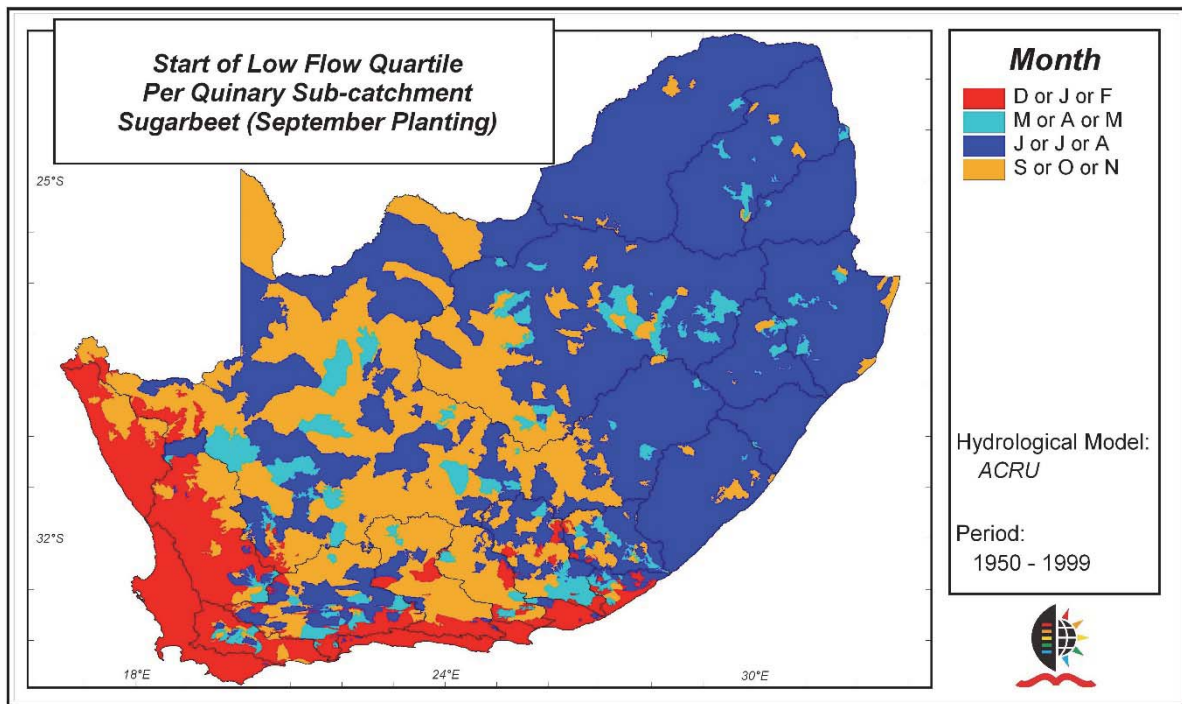 Start of Low Flow Quartile
Per Quinary Sub-catchment
Sugarbeet (September Planting)
Month
D or J or F
M or A or M
J or J or A
S or O or N
25°S
32°S
18°E
24°E
30°E
Hydrological Model:
ACRU
Period:
1950 - 1999